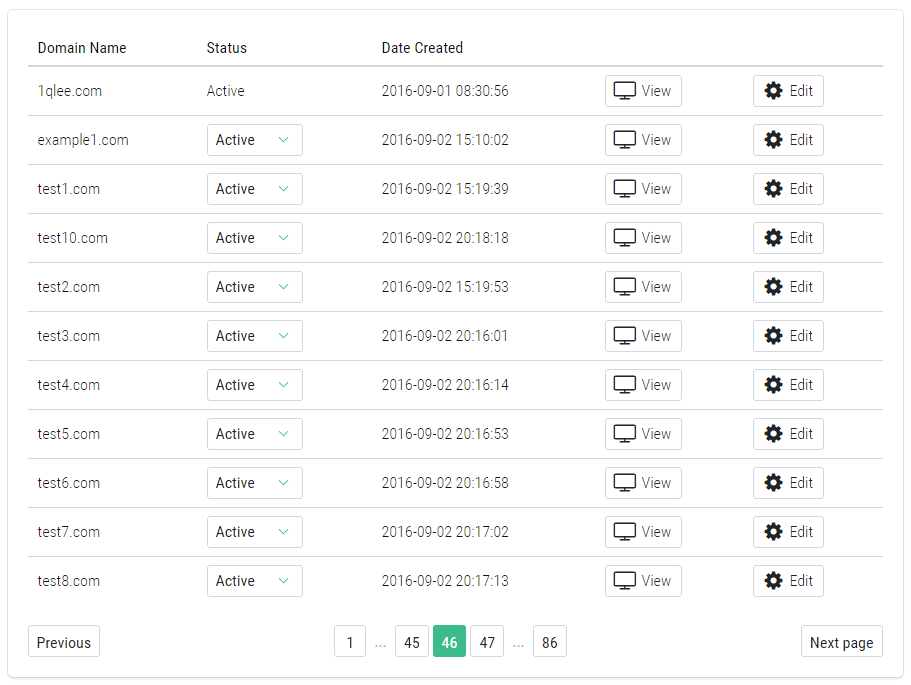 Domain Name Status Date Created
1qlee.com Active 2016-09-01 08:30:56 View Edit
example1.com Active 2016-09-02 15:10:02 View Edit
test1.com Active 2016-09-02 15:19:39 View Edit
test10.com Active 2016-09-02 20:18:18 View Edit
test2.com Active 2016-09-02 15:19:53 View Edit
test3.com Active 2016-09-02 20:16:01 View Edit
test4.com Active 2016-09-02 20:16:14 View Edit
test5.com Active 2016-09-02 20:16:53 View Edit
test6.com Active 2016-09-02 20:16:58 View Edit
test7.com Active 2016-09-02 20:17:02 View Edit
test8.com Active 2016-09-02 20:17:13 View Edit
Previous 1 ... 45 46 47 ... 86 Next page